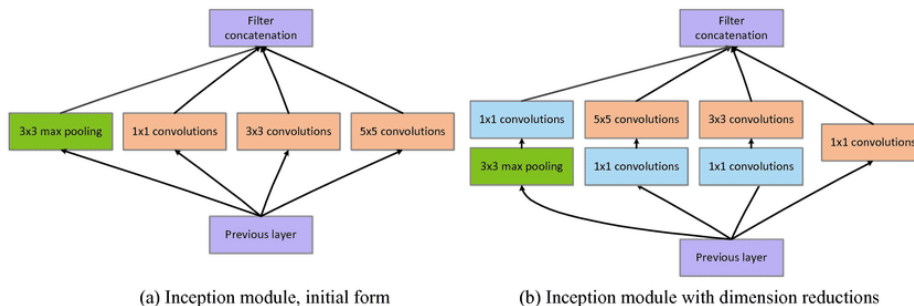 Filter
concatenation
3x3 max pooling
1x1 convolutions
3x3 convolutions
5x5 convolutions
Previous layer
(a) Inception module, initial form
Filter
concatenation
1x1 convolutions
5x5 convolutions
3x3 convolutions
1x1 convolutions
3x3 max pooling
1x1 convolutions
1x1 convolutions
Previous layer
(b) Inception module with dimension reductions